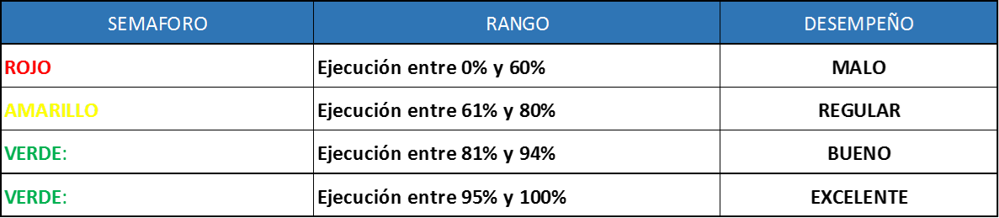 SEMAFORO RANGO DESEMPEÑO
ROJO Ejecución entre 0% y 60% MALO
AMARILLO Ejecución entre 61% y 80% REGULAR
VERDE: Ejecución entre 81% y 94% BUENO
VERDE: Ejecución entre 95% y 100% EXCELENTE